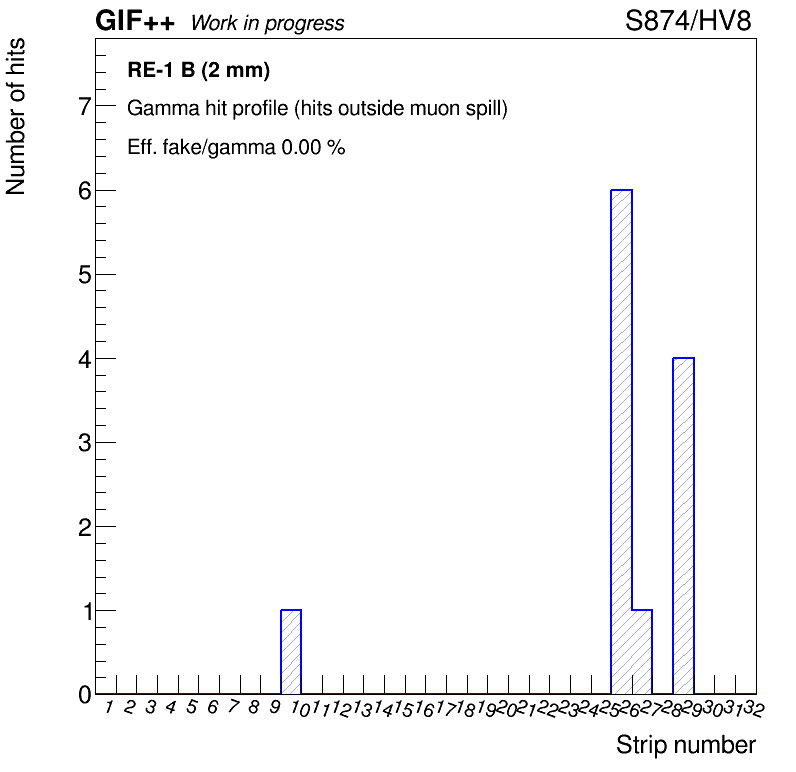 GIF++ Work in progress S874/HV8
Number of hits
RE-1 B (2 mm)
Gamma hit profile (hits outside muon spill)
Eff. fake/gamma 0.00 %
7
6
5
4
3
2
1
0
1 2 3 4 5 6 7 8 9 10 11 12 13 14 15 16 17 18 19 20 21 22 23 24 25 26 27 28 29 30 31 32
Strip number